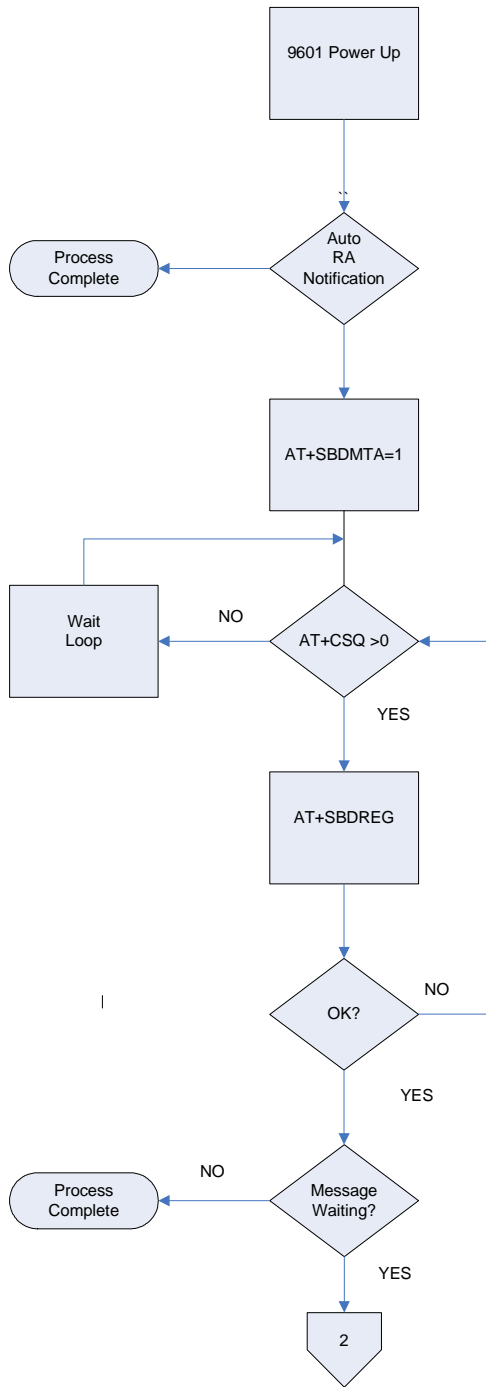 9601 Power Up
``
Auto
RA
Notification
Process
Complete
AT+SBDMTA=1
Wait
Loop
NO
AT+CSQ >0
YES
AT+SBDREG
|
OK?
NO
YES
NO
Process
Complete
Message
Waiting?
YES
2